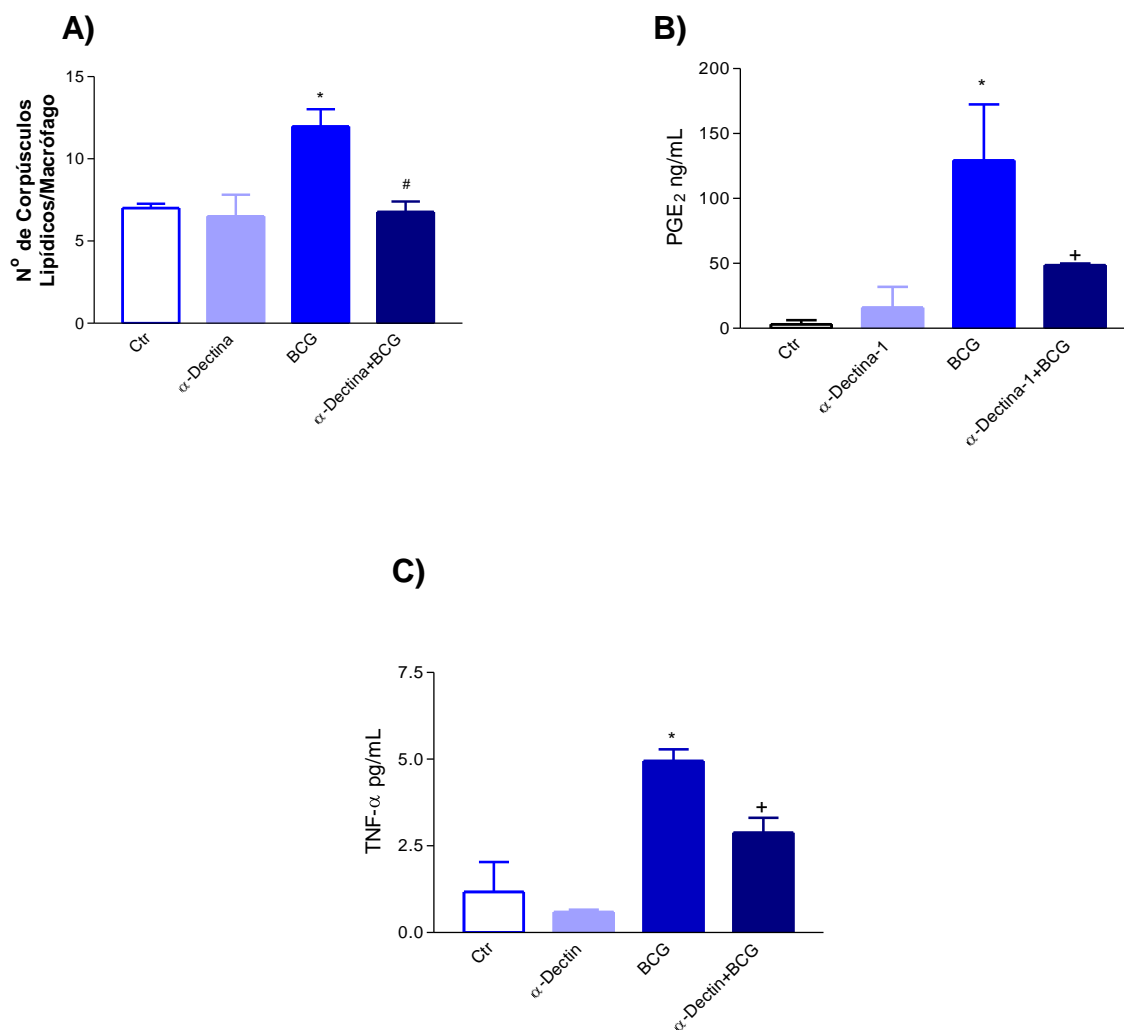 A)
Nº de Corpúsculos
Lipídicos/Macrófago
15
10
5
0
*
#
Ctr
α-Dectina
BCG
α-Dectina+BCG
B)
PGE₂ ng/mL
200
150
100
50
0
*
+
Ctr
α-Dectina-1
BCG
α-Dectina-1+BCG
C)
TNF-α pg/mL
7.5
5.0
2.5
0.0
*
+
Ctr
α-Dectin
BCG
α-Dectin+BCG